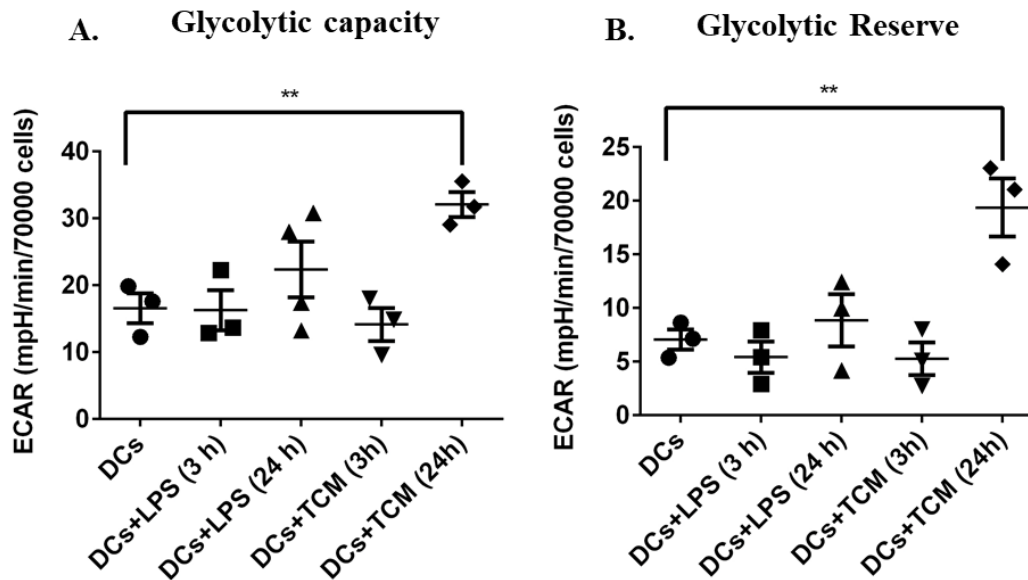 A. Glycolytic capacity
**
ECAR (mpH/min/70000 cells)
40
30
20
10
0
DCs
DCs+LPS (3 h)
DCs+LPS (24 h)
DCs+TCM (3h)
DCs+TCM (24h)
B. Glycolytic Reserve
**
ECAR (mpH/min/70000 cells)
25
20
15
10
5
0
DCs
DCs+LPS (3 h)
DCs+LPS (24 h)
DCs+TCM (3h)
DCs+TCM (24h)